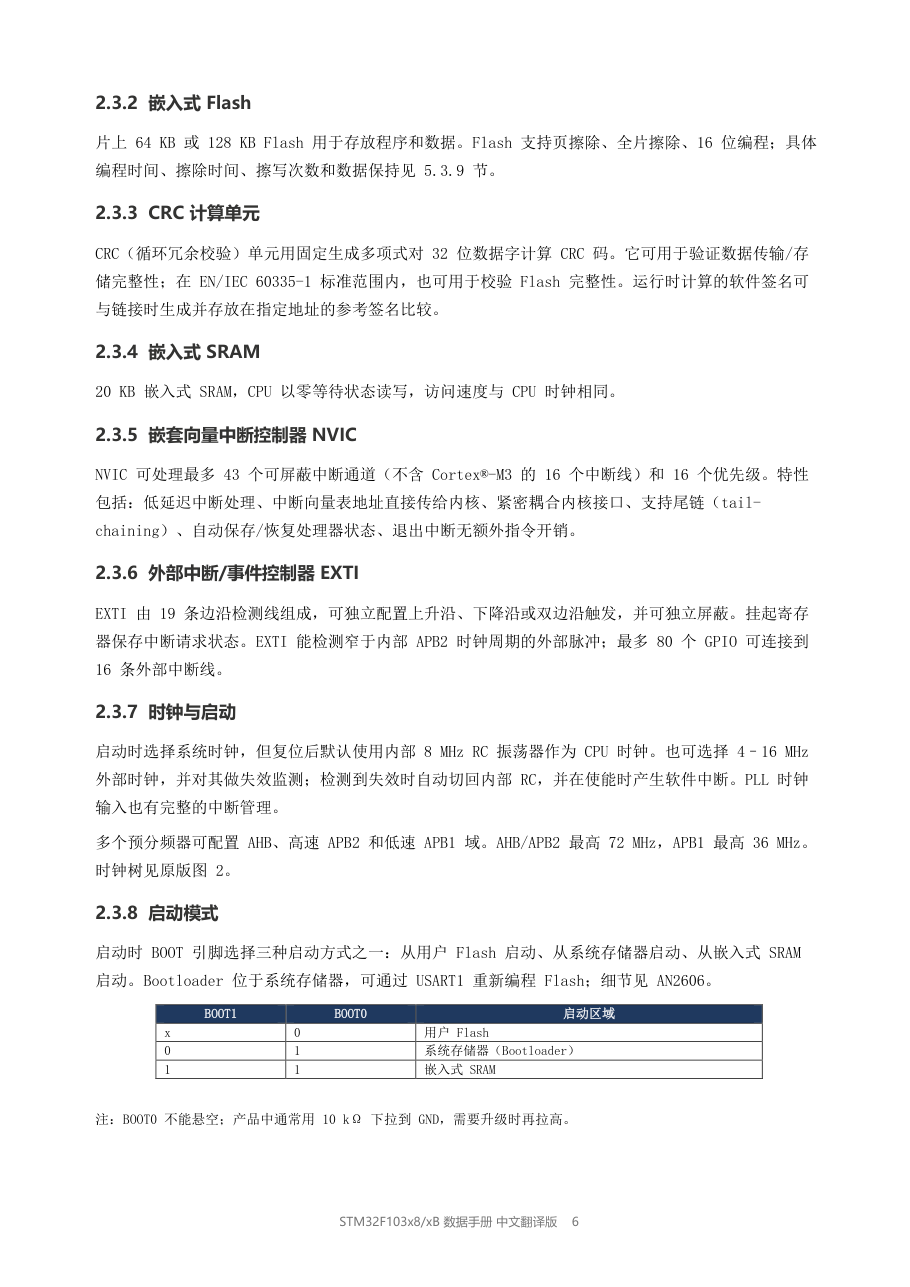 2.3.2 嵌入式 Flash
片上 64 KB 或 128 KB Flash 用于存放程序和数据。Flash 支持页擦除、全片擦除、16 位编程；具体
编程时间、擦除时间、擦写次数和数据保持见 5.3.9 节。
2.3.3 CRC 计算单元
CRC（循环冗余校验）单元用固定生成多项式对 32 位数据字计算 CRC 码。它可用于验证数据传输/存
储完整性；在 EN/IEC 60335-1 标准范围内，也可用于校验 Flash 完整性。运行时计算的软件签名可
与链接时生成并存放在指定地址的参考签名比较。
2.3.4 嵌入式 SRAM
20 KB 嵌入式 SRAM，CPU 以零等待状态读写，访问速度与 CPU 时钟相同。
2.3.5 嵌套向量中断控制器 NVIC
NVIC 可处理最多 43 个可屏蔽中断通道（不含 Cortex®-M3 的 16 个中断线）和 16 个优先级。特性
包括：低延迟中断处理、中断向量表地址直接传给内核、紧密耦合内核接口、支持尾链（tail-
chaining）、自动保存/恢复处理器状态、退出中断无额外指令开销。
2.3.6 外部中断/事件控制器 EXTI
EXTI 由 19 条边沿检测线组成，可独立配置上升沿、下降沿或双边沿触发，并可独立屏蔽。挂起寄存
器保存中断请求状态。EXTI 能检测窄于内部 APB2 时钟周期的外部脉冲；最多 80 个 GPIO 可连接到
16 条外部中断线。
2.3.7 时钟与启动
启动时选择系统时钟，但复位后默认使用内部 8 MHz RC 振荡器作为 CPU 时钟。也可选择 4–16 MHz
外部时钟，并对其做失效监测；检测到失效时自动切回内部 RC，并在使能时产生软件中断。PLL 时钟
输入也有完整的中断管理。
多个预分频器可配置 AHB、高速 APB2 和低速 APB1 域。AHB/APB2 最高 72 MHz，APB1 最高 36 MHz。
时钟树见原版图 2。
2.3.8 启动模式
启动时 BOOT 引脚选择三种启动方式之一：从用户 Flash 启动、从系统存储器启动、从嵌入式 SRAM
启动。Bootloader 位于系统存储器，可通过 USART1 重新编程 Flash；细节见 AN2606。
BOOT1 BOOT0 启动区域
x 0 用户 Flash
0 1 系统存储器（Bootloader）
1 1 嵌入式 SRAM
注：BOOT0 不能悬空；产品中通常用 10 kΩ 下拉到 GND，需要升级时再拉高。
STM32F103x8/xB 数据手册 中文翻译版 6